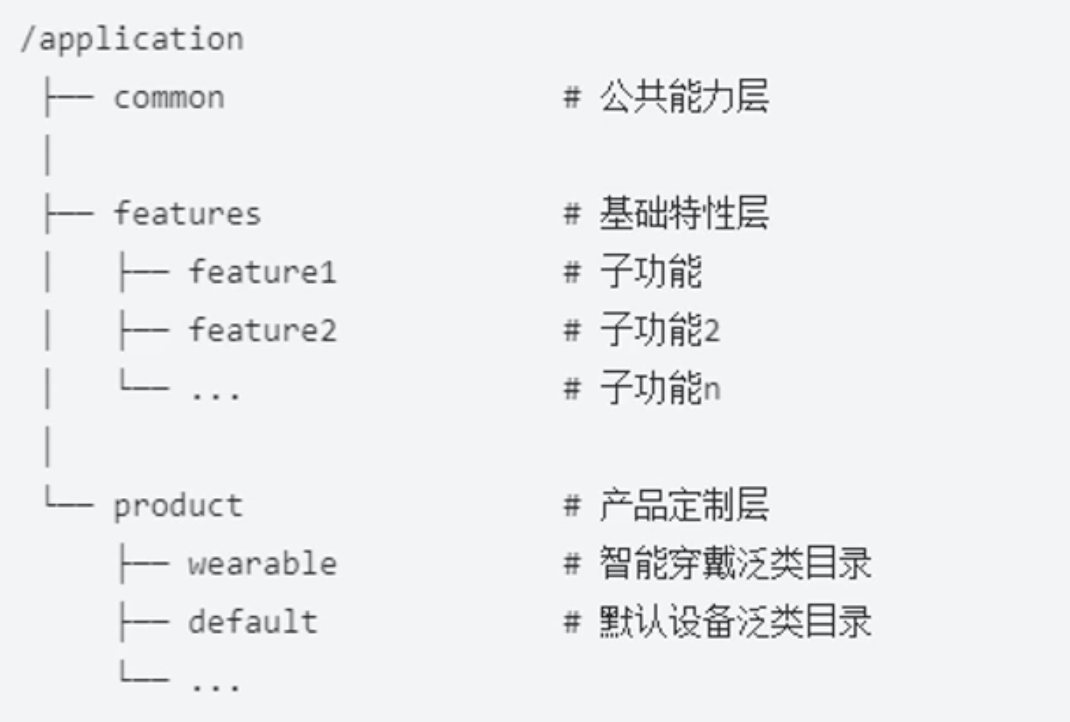 /application
├── common # 公共能力层
│
├── features # 基础特性层
│ ├── feature1 # 子功能
│ ├── feature2 # 子功能2
│ └── ... # 子功能n
│
└── product # 产品定制层
├── wearable # 智能穿戴泛类目录
├── default # 默认设备泛类目录
└── ...